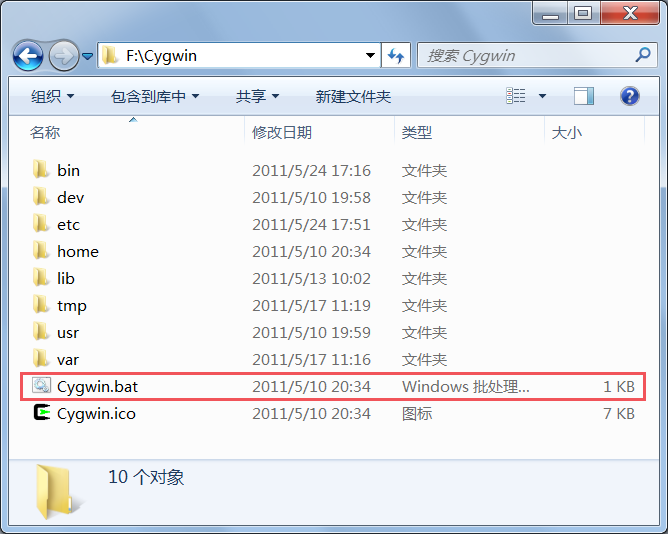 F:\Cygwin
搜索 Cygwin
组织 包含到库中 共享 新建文件夹
名称 修改日期 类型 大小
bin 2011/5/24 17:16 文件夹
dev 2011/5/10 19:58 文件夹
etc 2011/5/24 17:51 文件夹
home 2011/5/10 20:34 文件夹
lib 2011/5/13 10:02 文件夹
tmp 2011/5/17 11:19 文件夹
usr 2011/5/10 19:59 文件夹
var 2011/5/17 11:16 文件夹
Cygwin.bat 2011/5/10 20:34 Windows 批处理... 1 KB
Cygwin.ico 2011/5/10 20:34 图标 7 KB
10 个对象